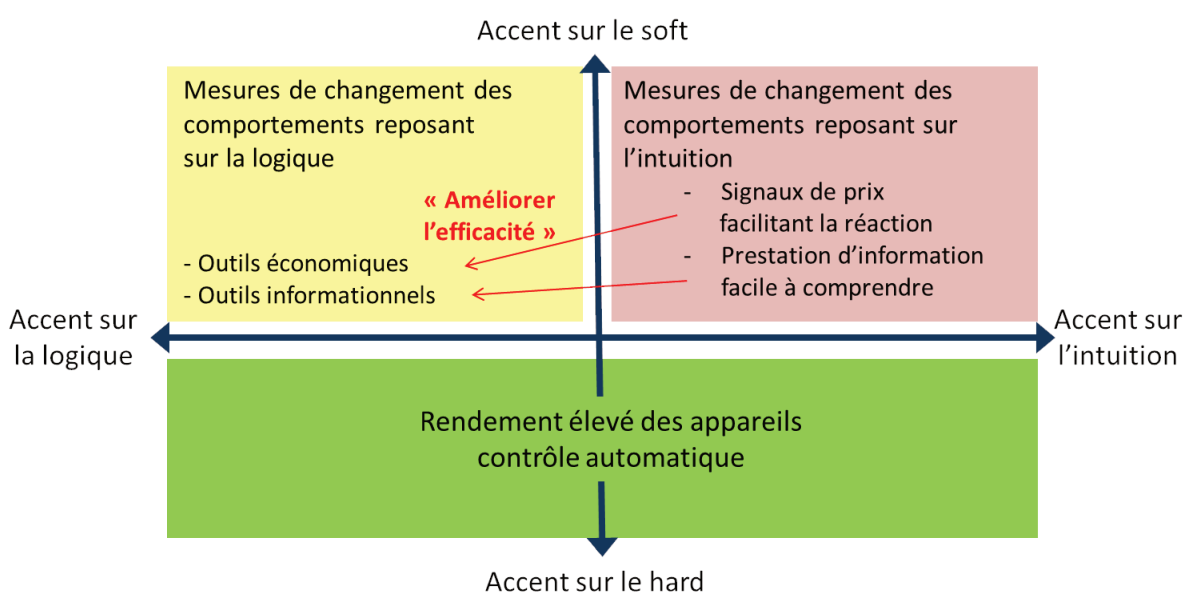 Accent sur le soft
Mesures de changement des
comportements reposant
sur la logique
« Améliorer
l’efficacité »
- Outils économiques
- Outils informationnels
Mesures de changement des
comportements reposant sur
l’intuition
- Signaux de prix
facilitant la réaction
- Prestation d’information
facile à comprendre
Accent sur
la logique
Accent sur
l’intuition
Rendement élevé des appareils
contrôle automatique
Accent sur le hard